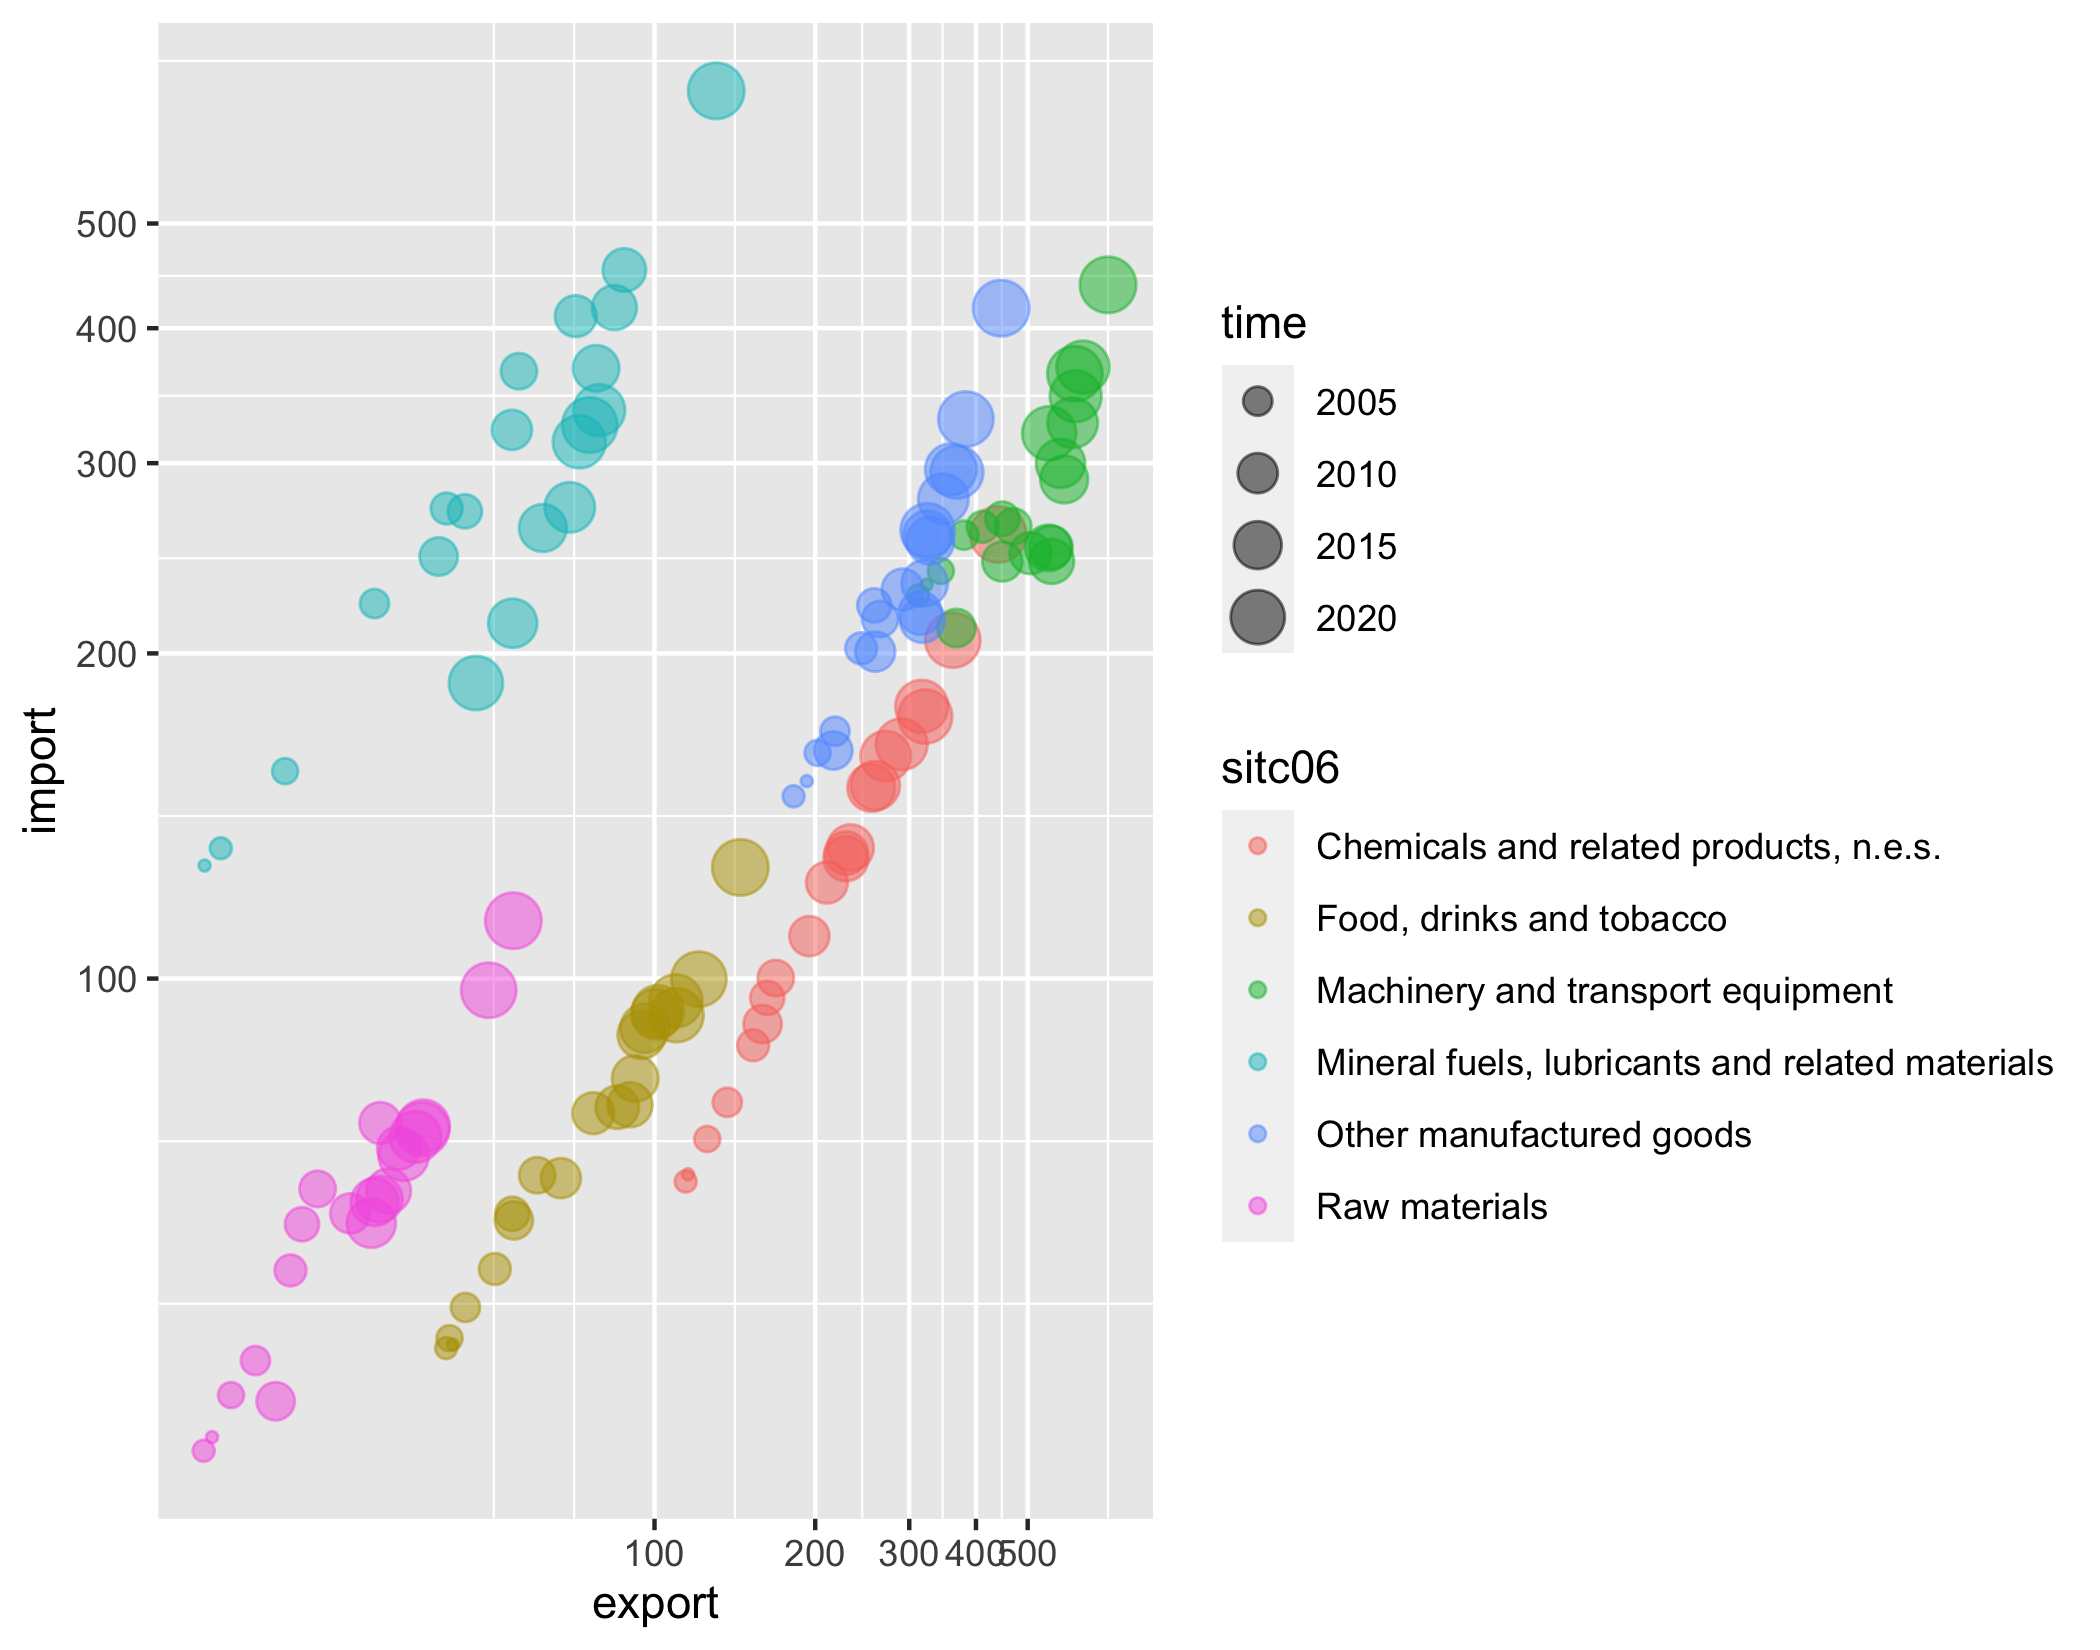 500
400
300
200
100
import
100
200
300
400
500
export
time
2005
2010
2015
2020
sitc06
Chemicals and related products, n.e.s.
Food, drinks and tobacco
Machinery and transport equipment
Mineral fuels, lubricants and related materials
Other manufactured goods
Raw materials